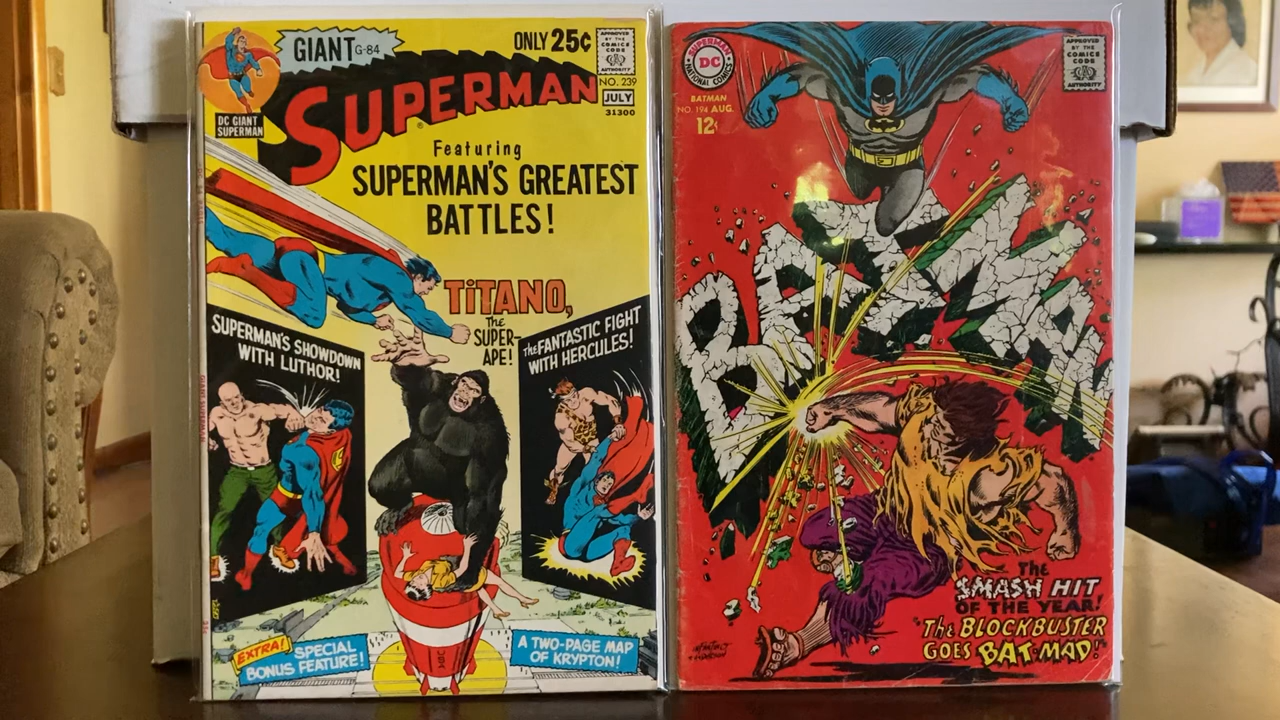 GIANT G-84
ONLY 25¢
APPROVED
BY THE
COMICS
CODE
AUTHORITY
NO. 239
JULY
31300
DC GIANT
SUPERMAN
SUPERMAN
Featuring
SUPERMAN'S GREATEST
BATTLES!
TITANO,
THE
SUPER-
APE!
SUPERMAN'S SHOWDOWN
WITH LUTHOR!
THE FANTASTIC FIGHT
WITH HERCULES!
EXTRA! SPECIAL
BONUS FEATURE!
A TWO-PAGE MAP
OF KRYPTON!
SUPERMAN
DC
NATIONAL COMICS
BATMAN
NO. 194 AUG.
12¢
APPROVED
BY THE
COMICS
CODE
AUTHORITY
BATMAN
THE
SMASH HIT
OF THE YEAR!
"THE BLOCKBUSTER
GOES BAT-MAD!"